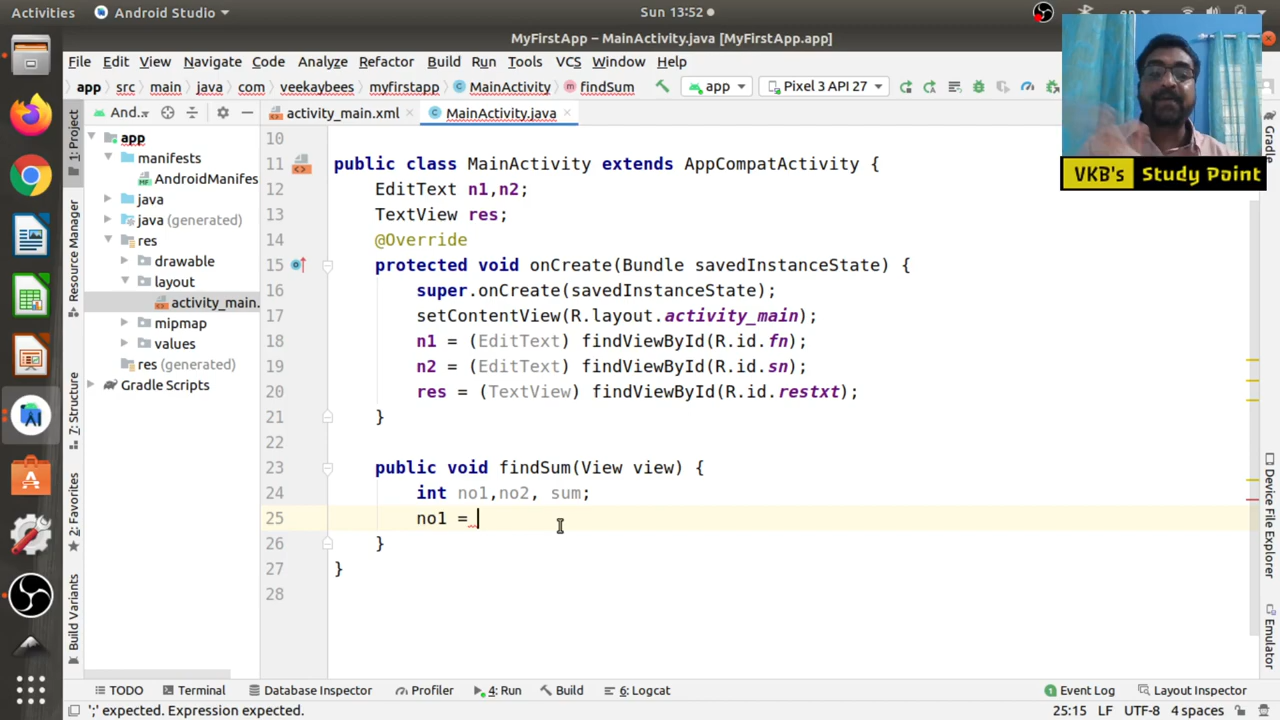 Activities
Android Studio
Sun 13:52
MyFirstApp – MainActivity.java [MyFirstApp.app]
File Edit View Navigate Code Analyze Refactor Build Run Tools VCS Window Help
app src main java com veekaybees myfirstapp MainActivity findSum app Pixel 3 API 27
VKB's Study Point
1: Project
Resource Manager
7: Structure
2: Favorites
Build Variants
And..
activity_main.xml
MainActivity.java
app
manifests
AndroidManifes
java
java (generated)
res
drawable
layout
activity_main.
mipmap
values
res (generated)
Gradle Scripts
10
11 public class MainActivity extends AppCompatActivity {
12 EditText n1,n2;
13 TextView res;
14 @Override
15 protected void onCreate(Bundle savedInstanceState) {
16 super.onCreate(savedInstanceState);
17 setContentView(R.layout.activity_main);
18 n1 = (EditText) findViewById(R.id.fn);
19 n2 = (EditText) findViewById(R.id.sn);
20 res = (TextView) findViewById(R.id.restxt);
21 }
22
23 public void findSum(View view) {
24 int no1,no2, sum;
25 no1 =
26 }
27 }
28
Gradle
Device File Explorer
Emulator
TODO Terminal Database Inspector Profiler 4: Run Build 6: Logcat 1 Event Log Layout Inspector
';' expected. Expression expected. 25:15 LF UTF-8 4 spaces